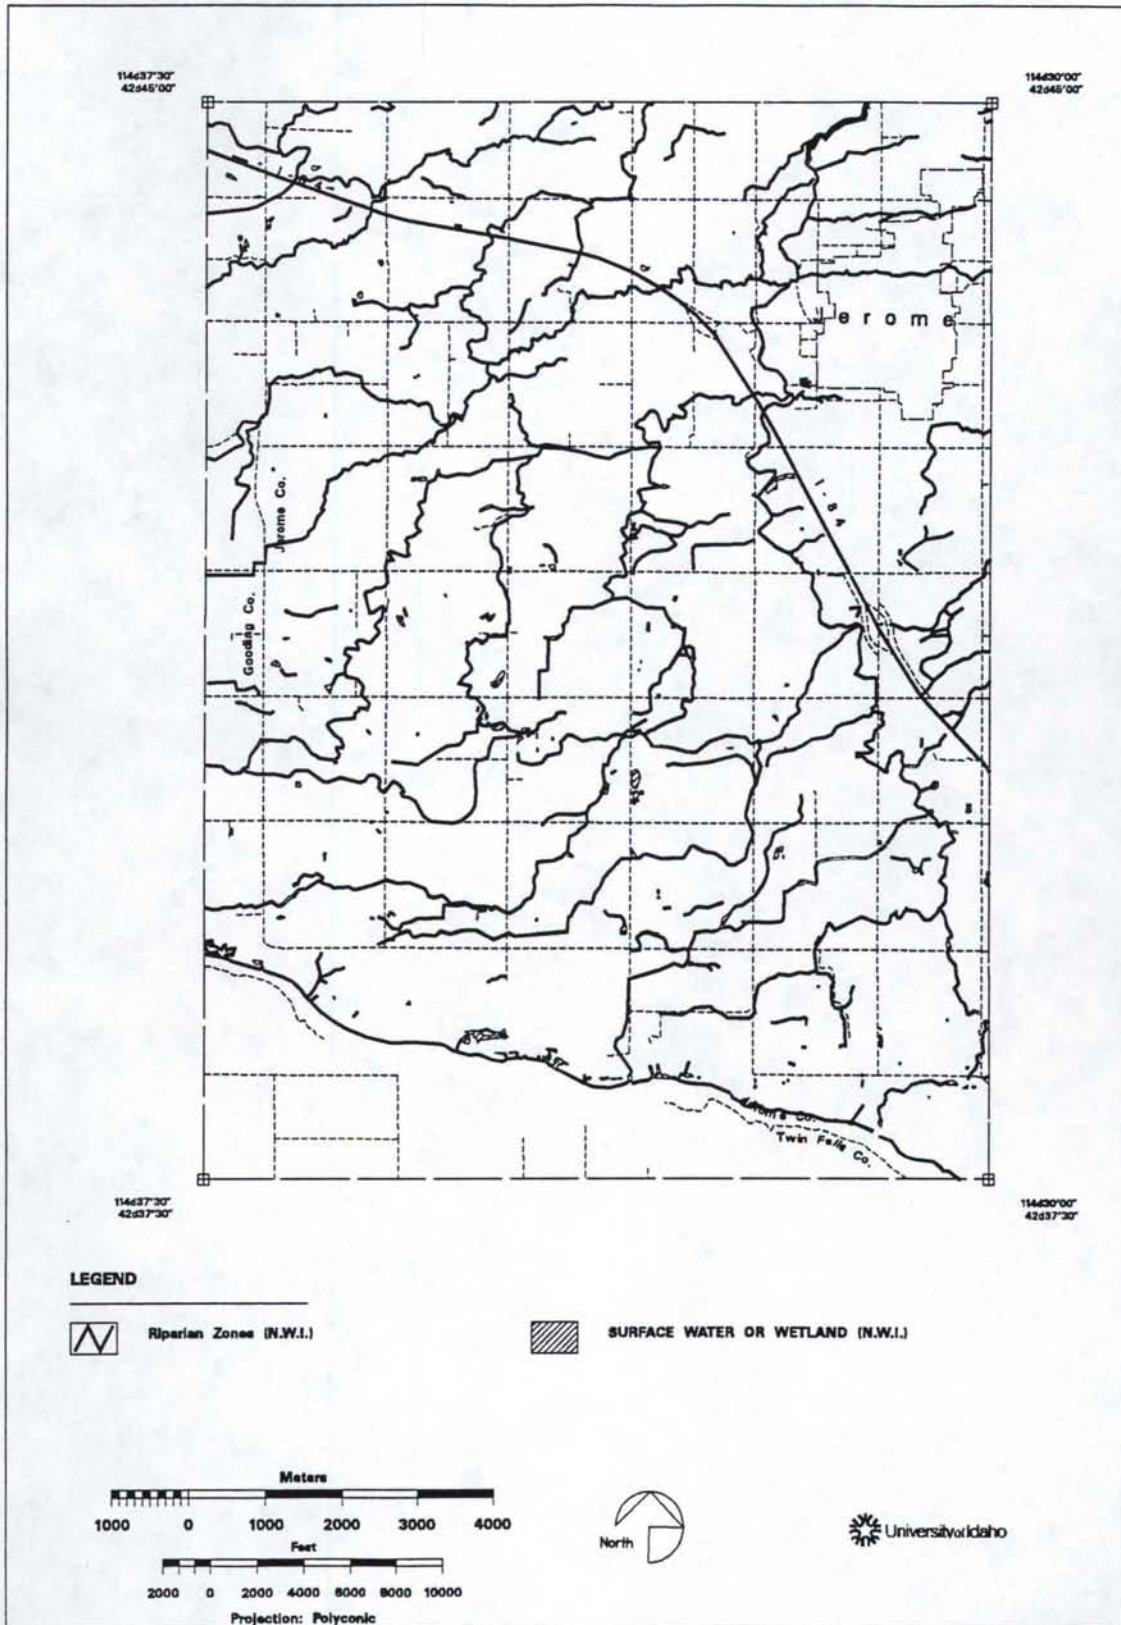 114d37'30"
42d45'00"
114d30'00"
42d45'00"
erome
I-84
Jerome Co.
Gooding Co.
Jerome Co.
Twin Falls Co.
114d37'30"
42d37'30"
114d30'00"
42d37'30"
LEGEND
Riparian Zones (N.W.I.)
SURFACE WATER OR WETLAND (N.W.I.)
Meters
1000 0 1000 2000 3000 4000
Feet
2000 0 2000 4000 6000 8000 10000
Projection: Polyconic
North
University of Idaho